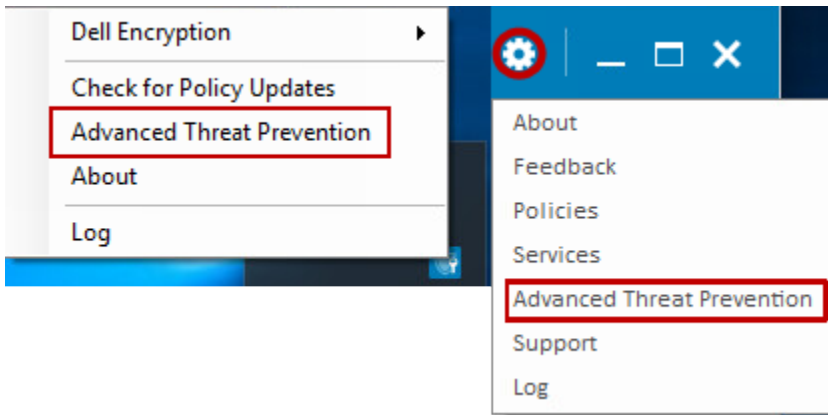 Dell Encryption
Check for Policy Updates
Advanced Threat Prevention
About
Log
About
Feedback
Policies
Services
Advanced Threat Prevention
Support
Log